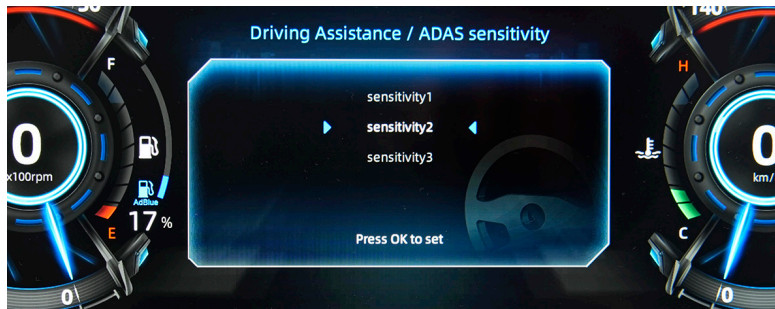 Driving Assistance / ADAS sensitivity
F
H
sensitivity1
sensitivity2
sensitivity3
0
x100rpm
0
km/
AdBlue
17 %
E
C
Press OK to set
0
0
140